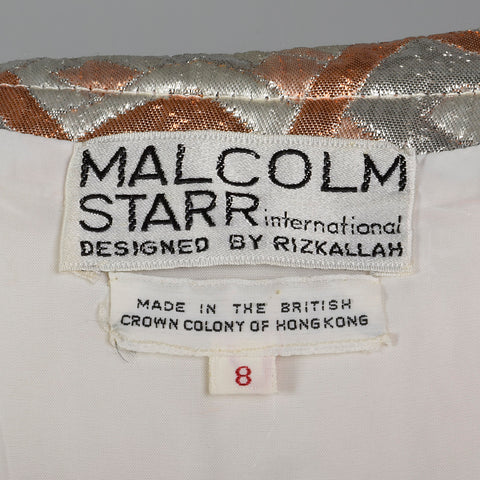 MALCOLM
STARR international
DESIGNED BY RIZKALLAH
MADE IN THE BRITISH
CROWN COLONY OF HONGKONG
8